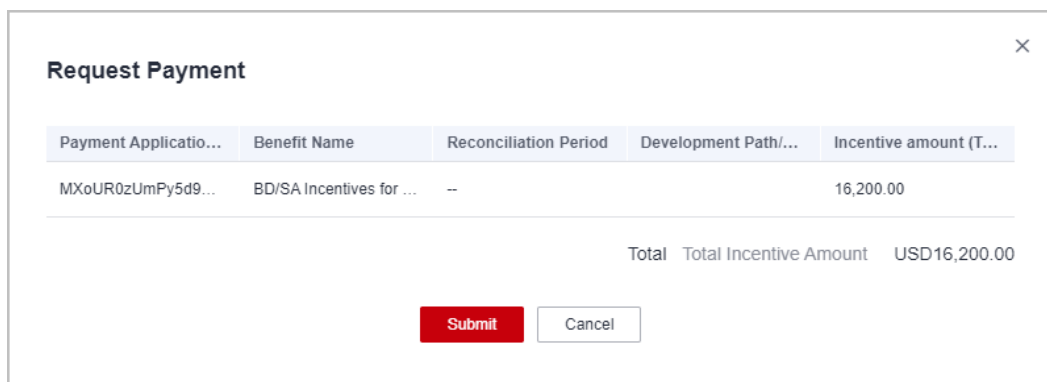 Request Payment
Payment Applicatio... Benefit Name Reconciliation Period Development Path/... Incentive amount (T...
MXoUR0zUmPy5d9... BD/SA Incentives for ... -- 16,200.00
Total Total Incentive Amount USD16,200.00
Submit Cancel